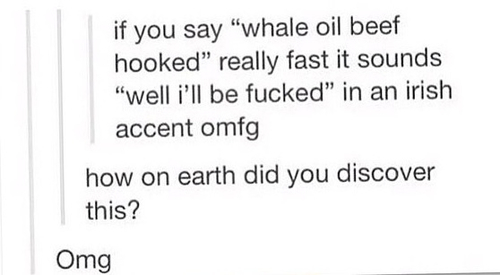 if you say “whale oil beef
hooked” really fast it sounds
“well i’ll be fucked” in an irish
accent omfg
how on earth did you discover
this?
Omg